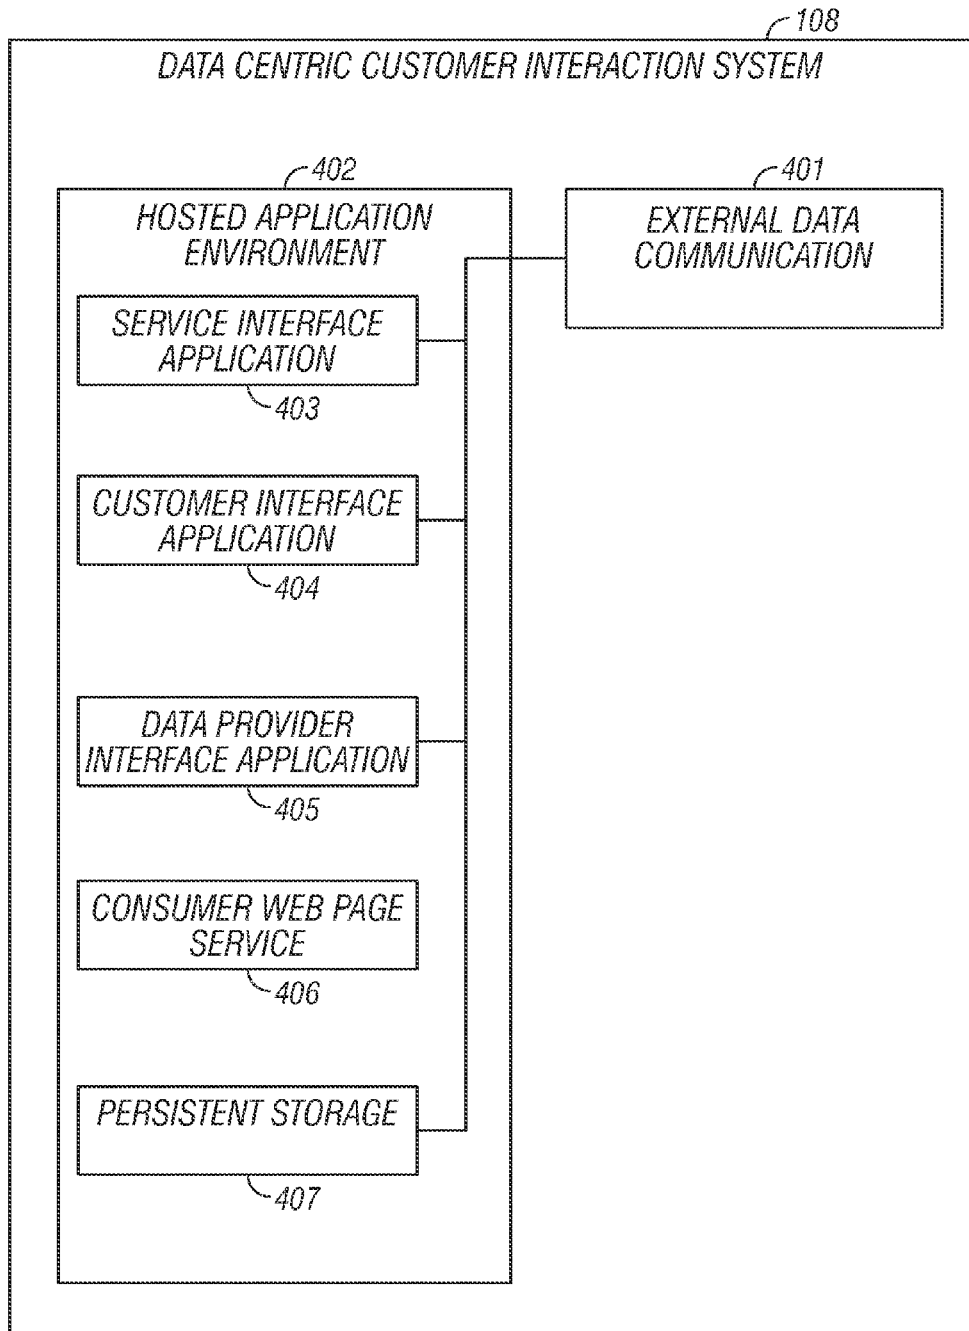 108
DATA CENTRIC CUSTOMER INTERACTION SYSTEM
402
HOSTED APPLICATION
ENVIRONMENT
401
EXTERNAL DATA
COMMUNICATION
SERVICE INTERFACE
APPLICATION
403
CUSTOMER INTERFACE
APPLICATION
404
DATA PROVIDER
INTERFACE APPLICATION
405
CONSUMER WEB PAGE
SERVICE
406
PERSISTENT STORAGE
407